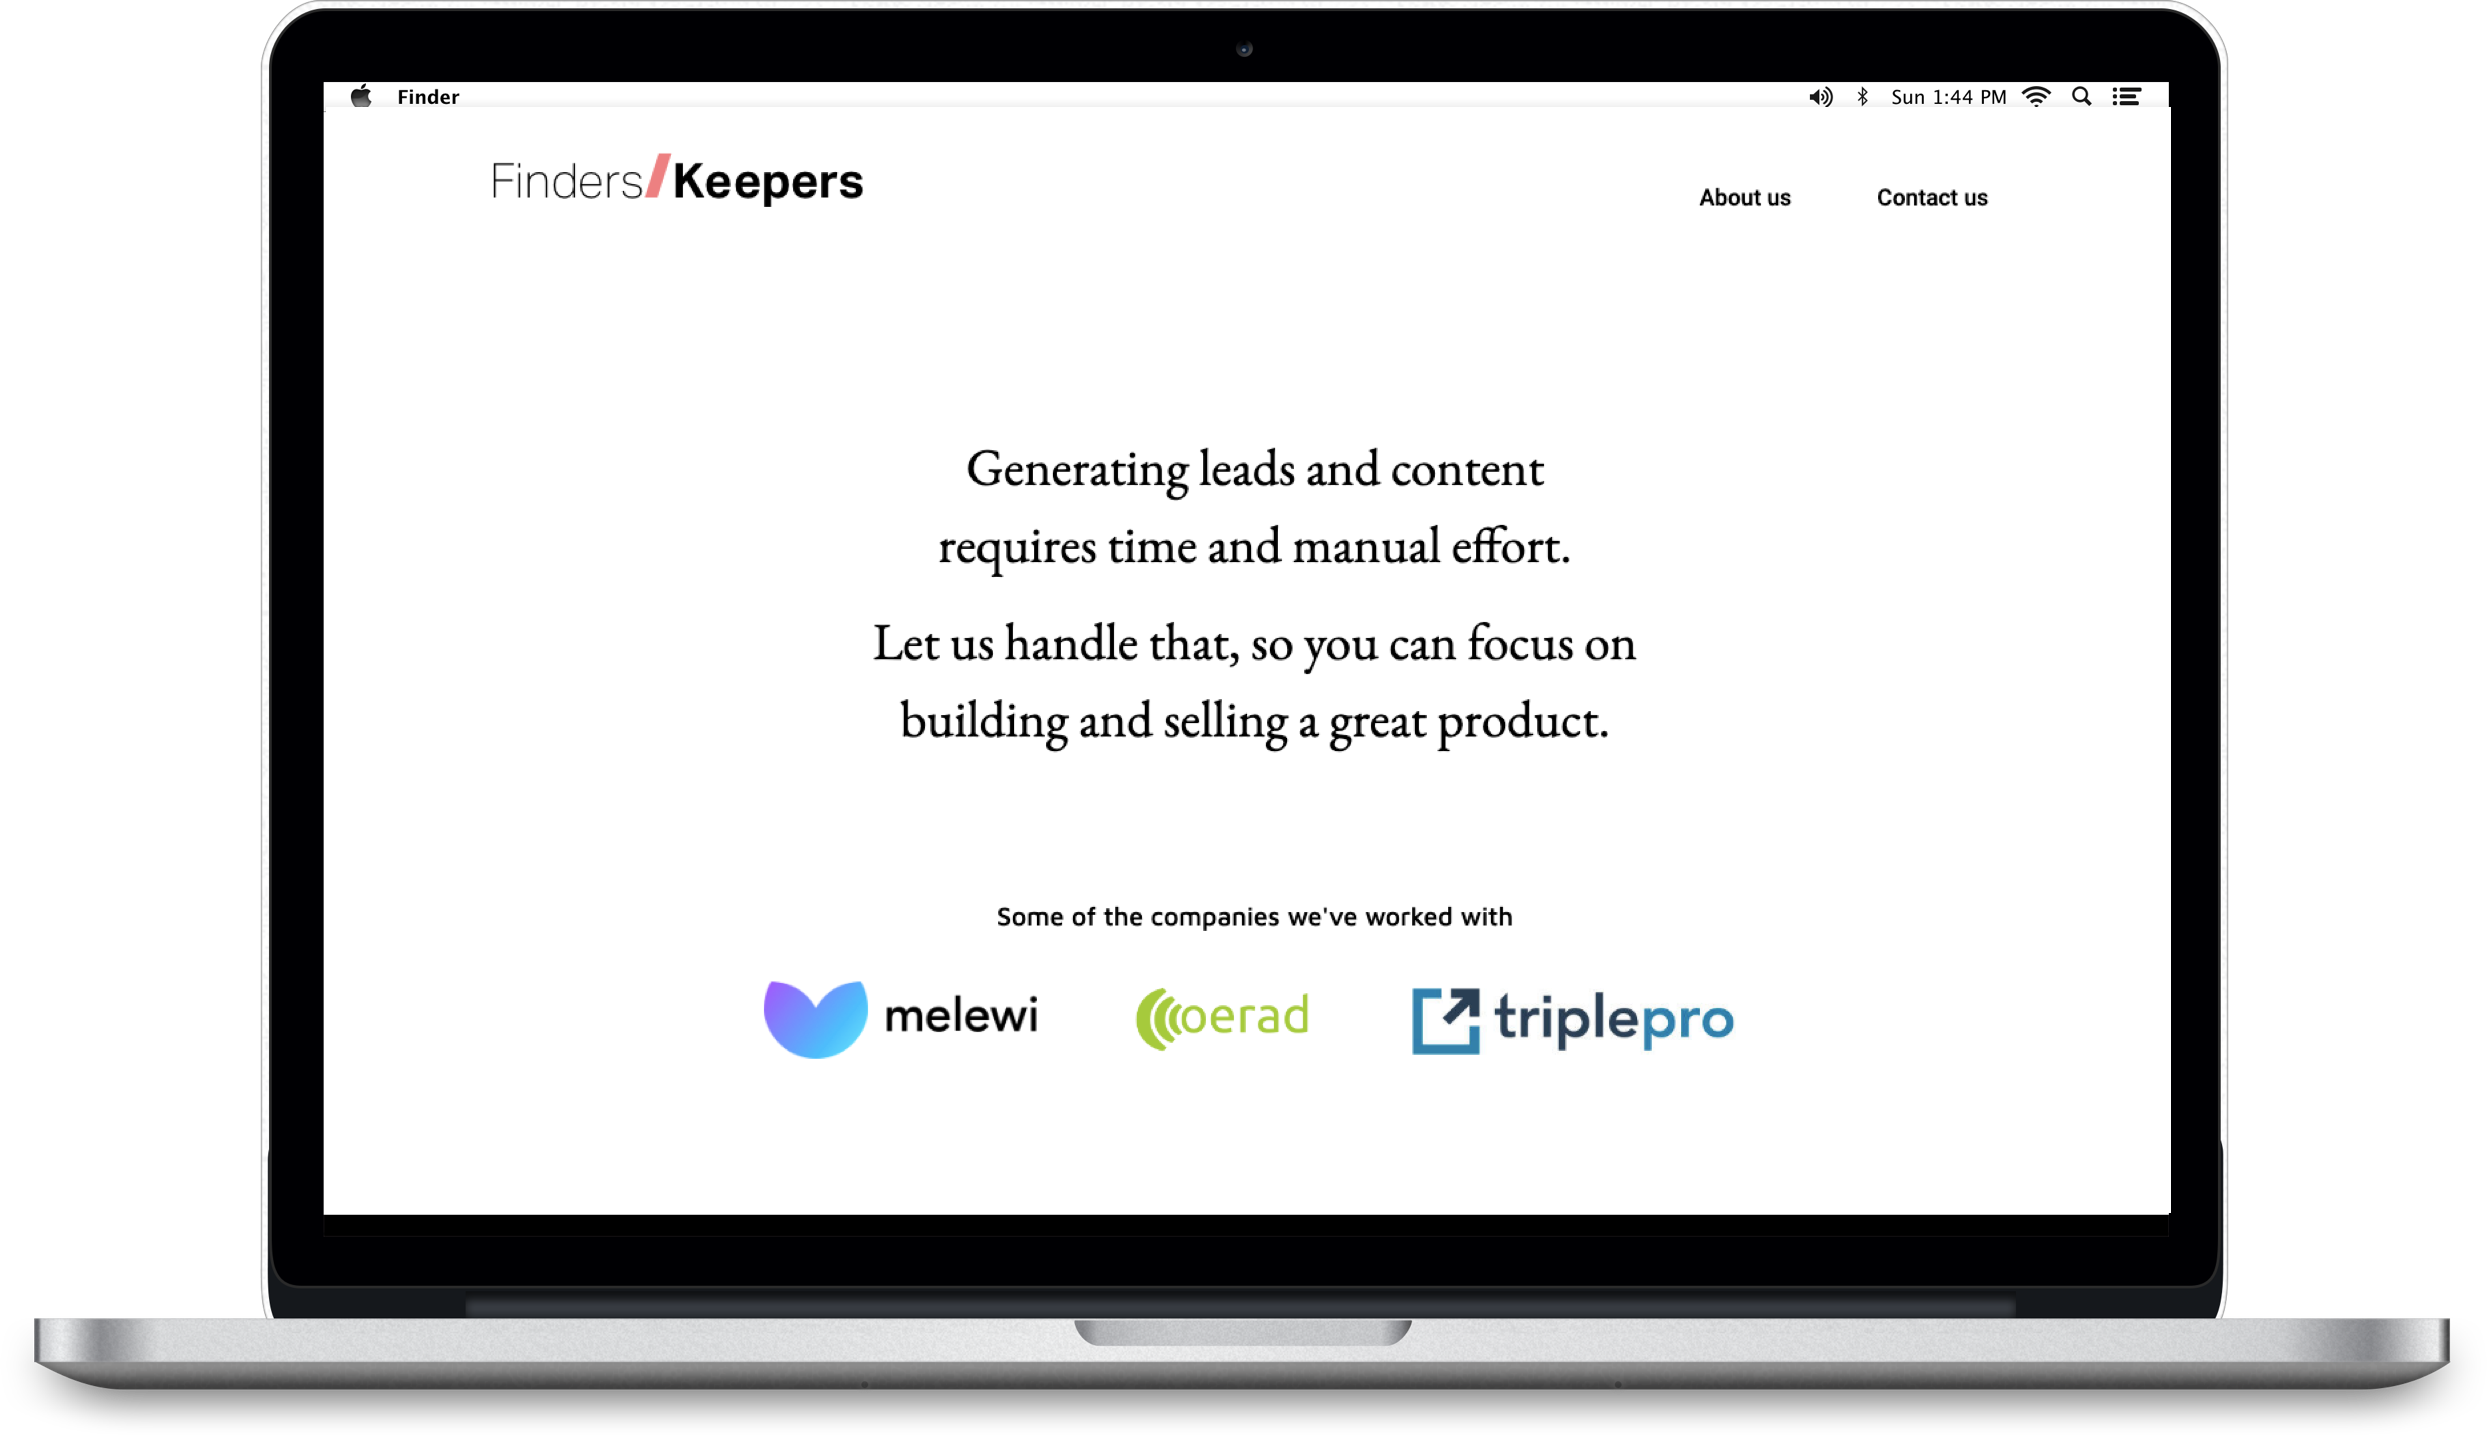 Finder
Sun 1:44 PM
Finders/Keepers
About us
Contact us
Generating leads and content
requires time and manual effort.
Let us handle that, so you can focus on
building and selling a great product.
Some of the companies we've worked with
melewi
oerad
triplepro